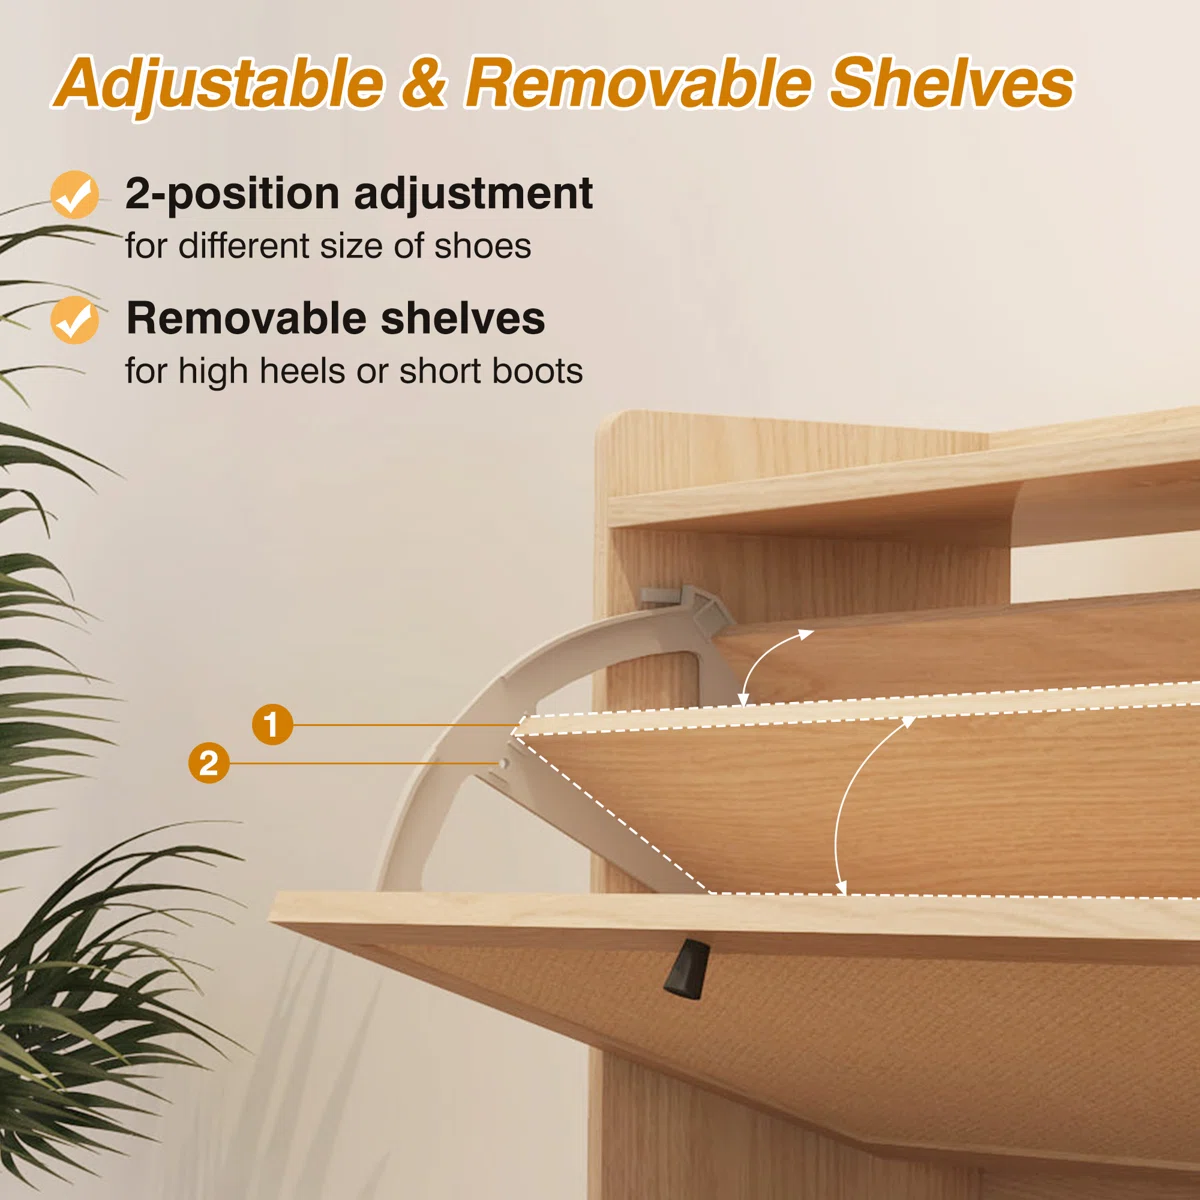 Adjustable & Removable Shelves
2-position adjustment
for different size of shoes
Removable shelves
for high heels or short boots
1
2